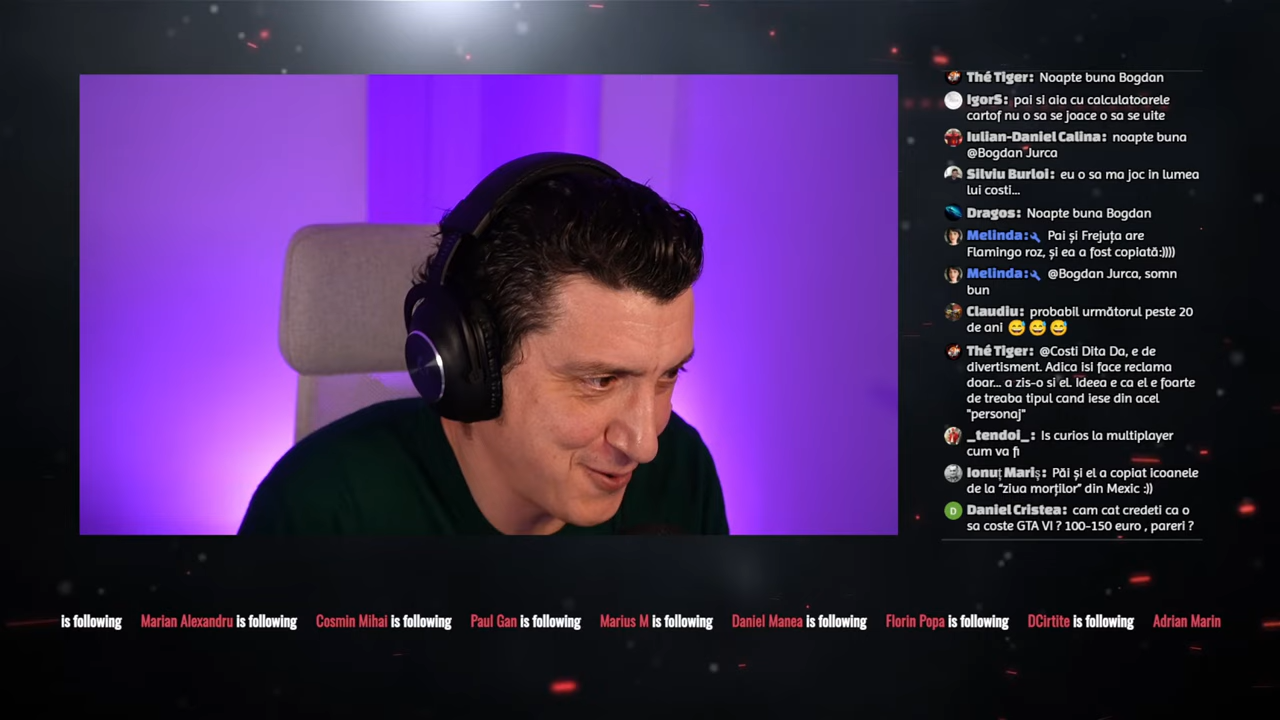 Thé Tiger: Noapte buna Bogdan
IgorS: pai si aia cu calculatoarele
cartof nu o sa se joace o sa se uite
Iulian-Daniel Calina: noapte buna
@Bogdan Jurca
Silviu Burloi: eu o sa ma joc in lumea
lui costi...
Dragos: Noapte buna Bogdan
Melinda: Pai și Frejuța are
Flamingo roz, și ea a fost copiată:))))
Melinda: @Bogdan Jurca, somn
bun
Claudiu: probabil următorul peste 20
de ani 😅 😅 😅
Thé Tiger: @Costi Dita Da, e de
divertisment. Adica isi face reclama
doar... a zis-o si el. Ideea e ca el e foarte
de treaba tipul cand iese din acel
"personaj"
_tendoi_: Is curios la multiplayer
cum va fi
Ionuț Mariș: Păi și el a copiat icoanele
de la “ziua morților” din Mexic :))
D Daniel Cristea: cam cat credeti ca o
sa coste GTA VI ? 100-150 euro , pareri ?
is following Marian Alexandru is following Cosmin Mihai is following Paul Gan is following Marius M is following Daniel Manea is following Florin Popa is following DCirtite is following Adrian Marin